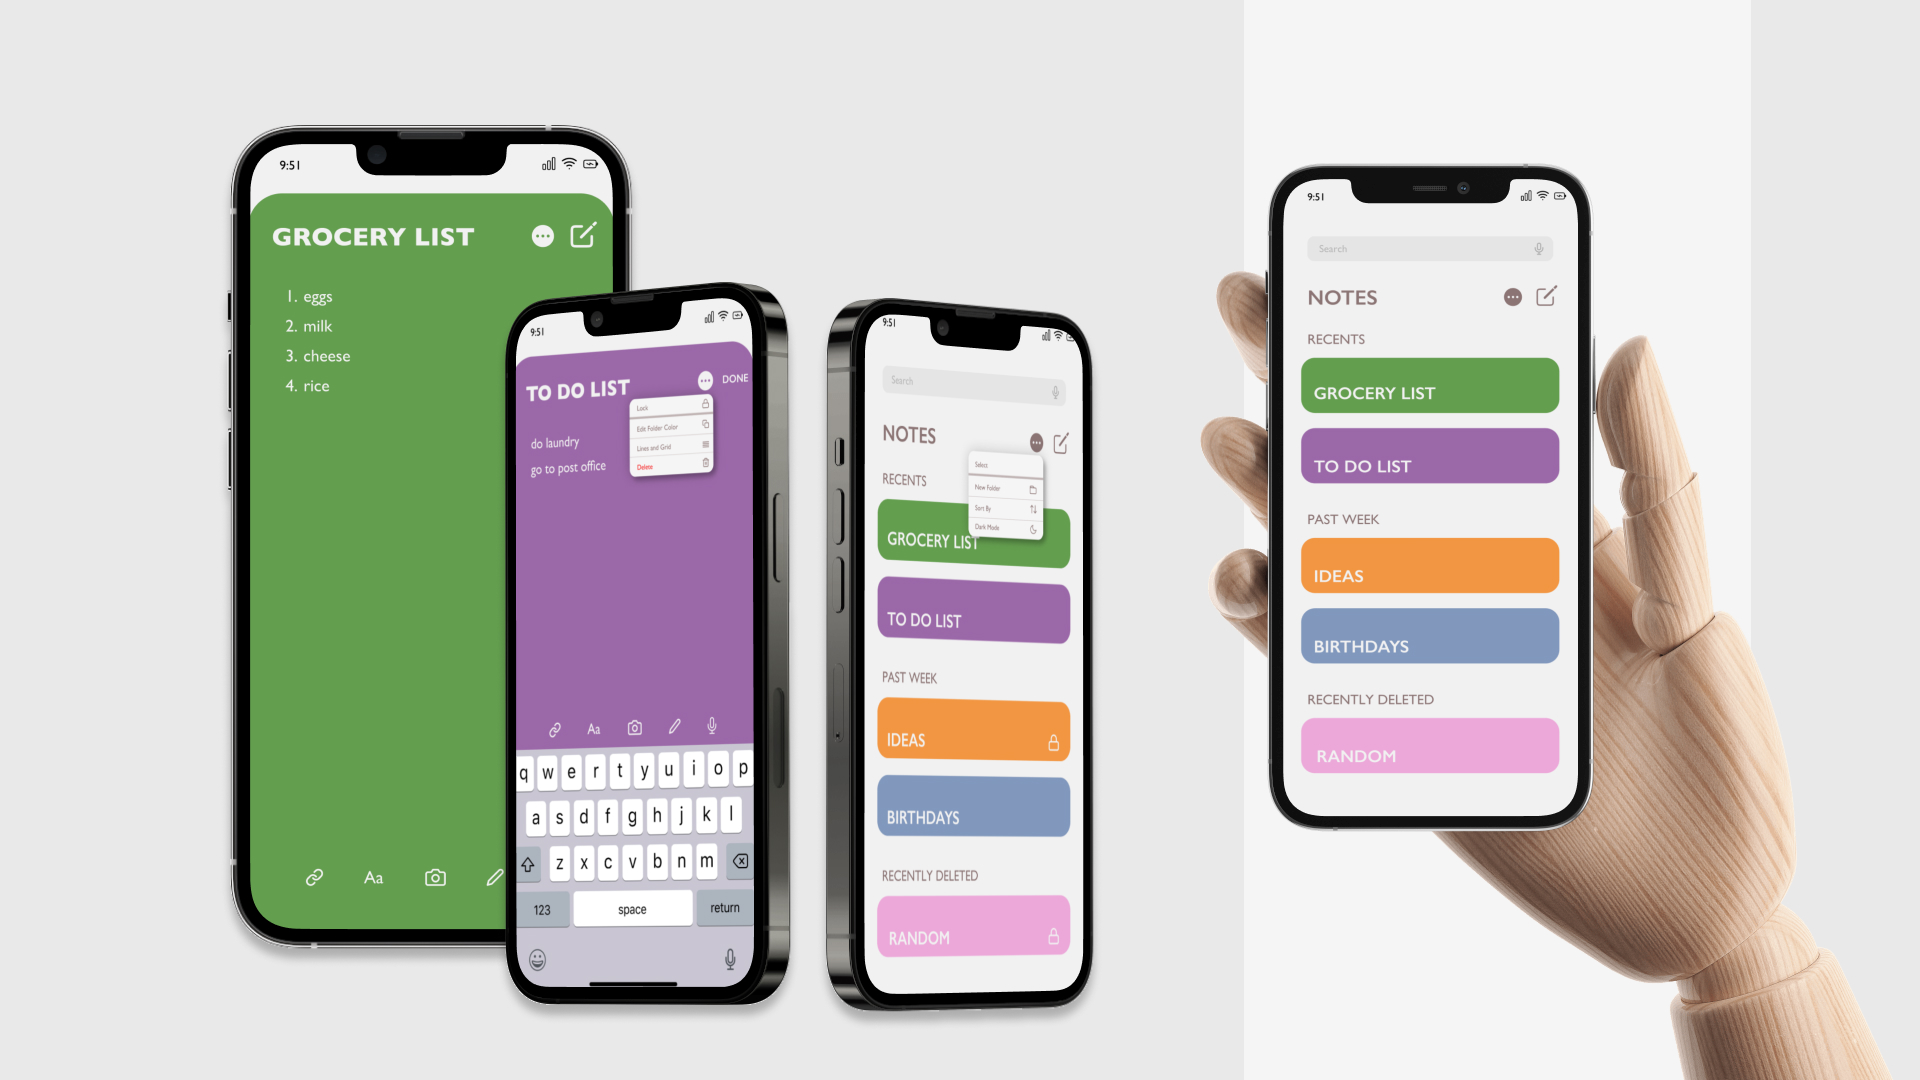 9:51
GROCERY LIST
1. eggs
2. milk
3. cheese
4. rice
Aa
9:51
TO DO LIST
DONE
Lock
Edit Folder Color
Lines and Grid
Delete
do laundry
go to post office
Aa
q w e r t y u i o p
a s d f g h j k l
z x c v b n m
123 space return
9:51
Search
NOTES
Select
New Folder
Sort By
Dark Mode
RECENTS
GROCERY LIST
TO DO LIST
PAST WEEK
IDEAS
BIRTHDAYS
RECENTLY DELETED
RANDOM
9:51
Search
NOTES
RECENTS
GROCERY LIST
TO DO LIST
PAST WEEK
IDEAS
BIRTHDAYS
RECENTLY DELETED
RANDOM